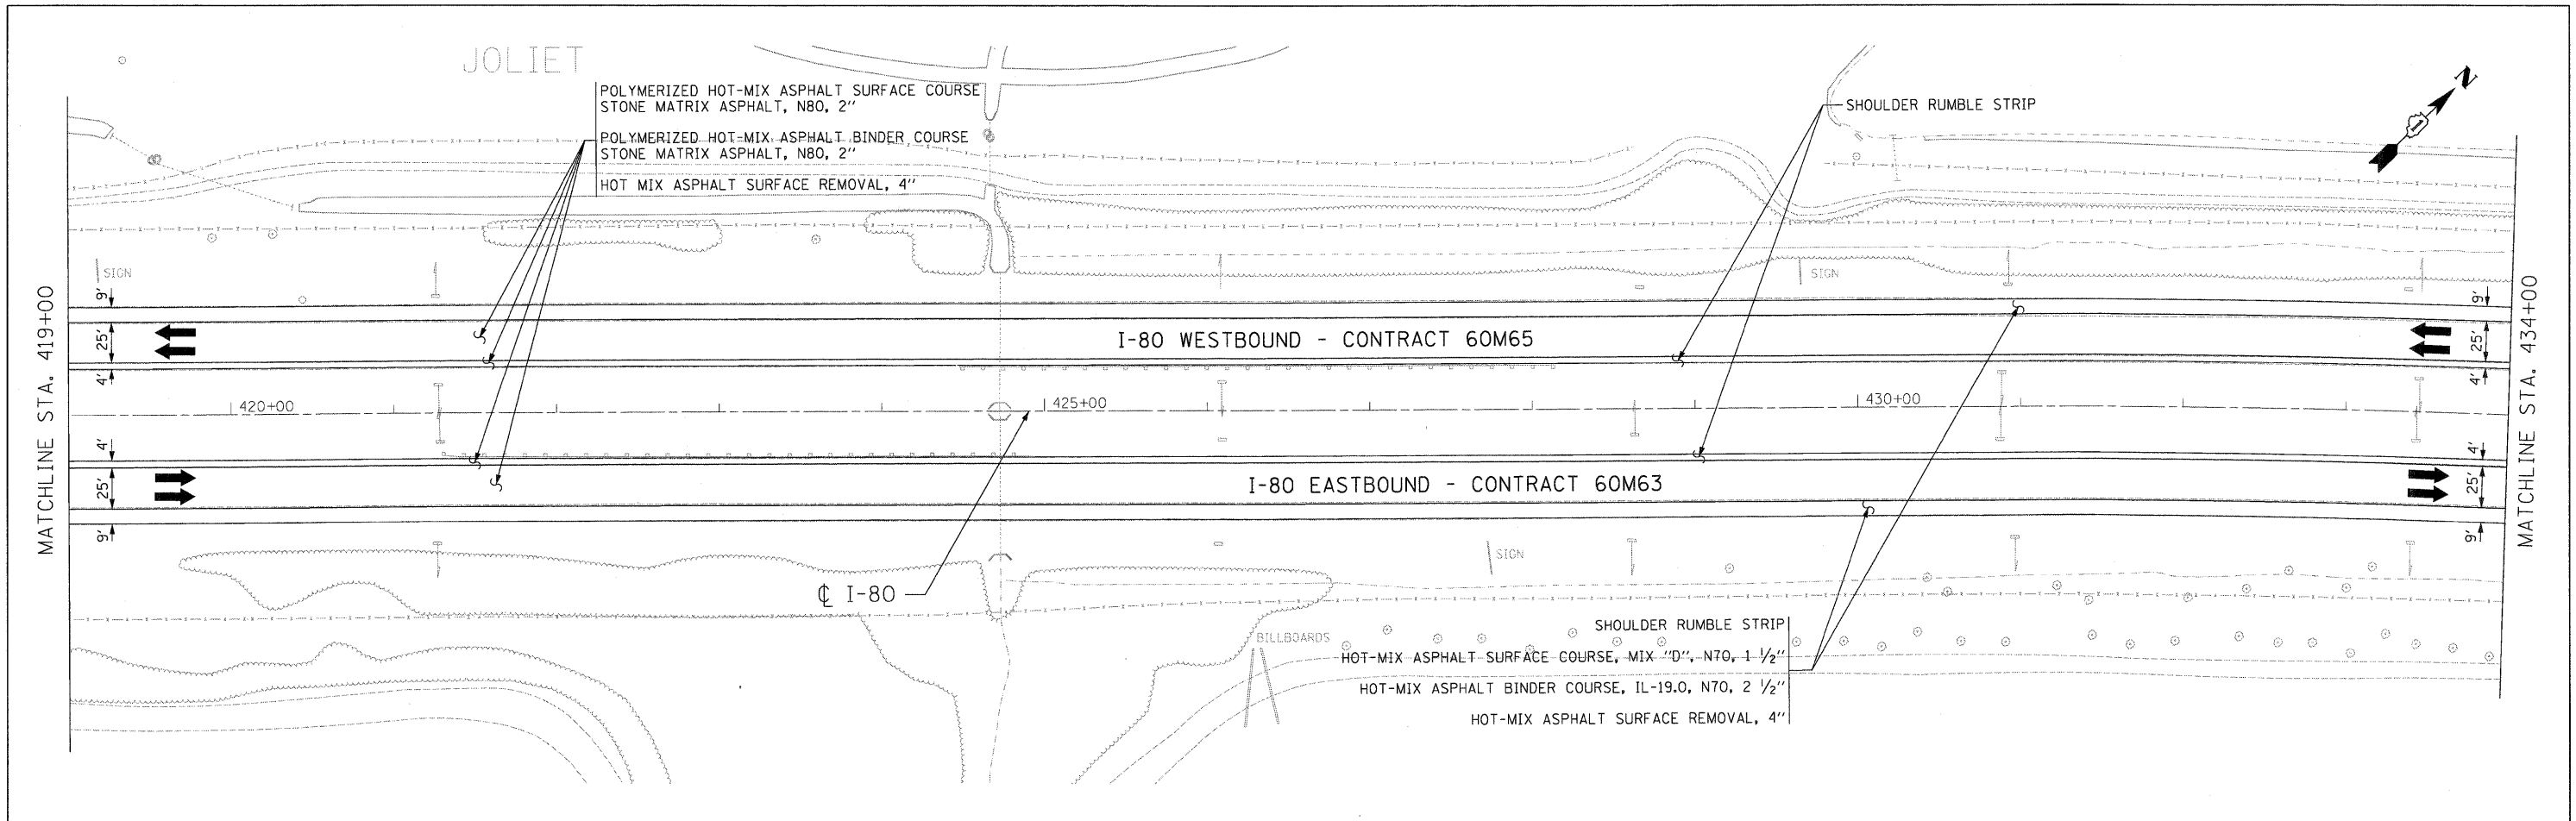 JOLIET
POLYMERIZED HOT-MIX ASPHALT SURFACE COURSE
STONE MATRIX ASPHALT, N80, 2"
POLYMERIZED HOT-MIX ASPHALT BINDER COURSE
STONE MATRIX ASPHALT, N80, 2"
HOT MIX ASPHALT SURFACE REMOVAL, 4"
SHOULDER RUMBLE STRIP
N
SIGN
SIGN
MATCHLINE STA. 419+00
9'
25'
4'
I-80 WESTBOUND - CONTRACT 60M65
9'
25'
4'
MATCHLINE STA. 434+00
420+00
425+00
430+00
4'
25'
9'
I-80 EASTBOUND - CONTRACT 60M63
4'
25'
9'
SIGN
℄ I-80
BILLBOARDS
SHOULDER RUMBLE STRIP
HOT-MIX ASPHALT SURFACE COURSE, MIX "D", N70, 1 1/2"
HOT-MIX ASPHALT BINDER COURSE, IL-19.0, N70, 2 1/2"
HOT-MIX ASPHALT SURFACE REMOVAL, 4"